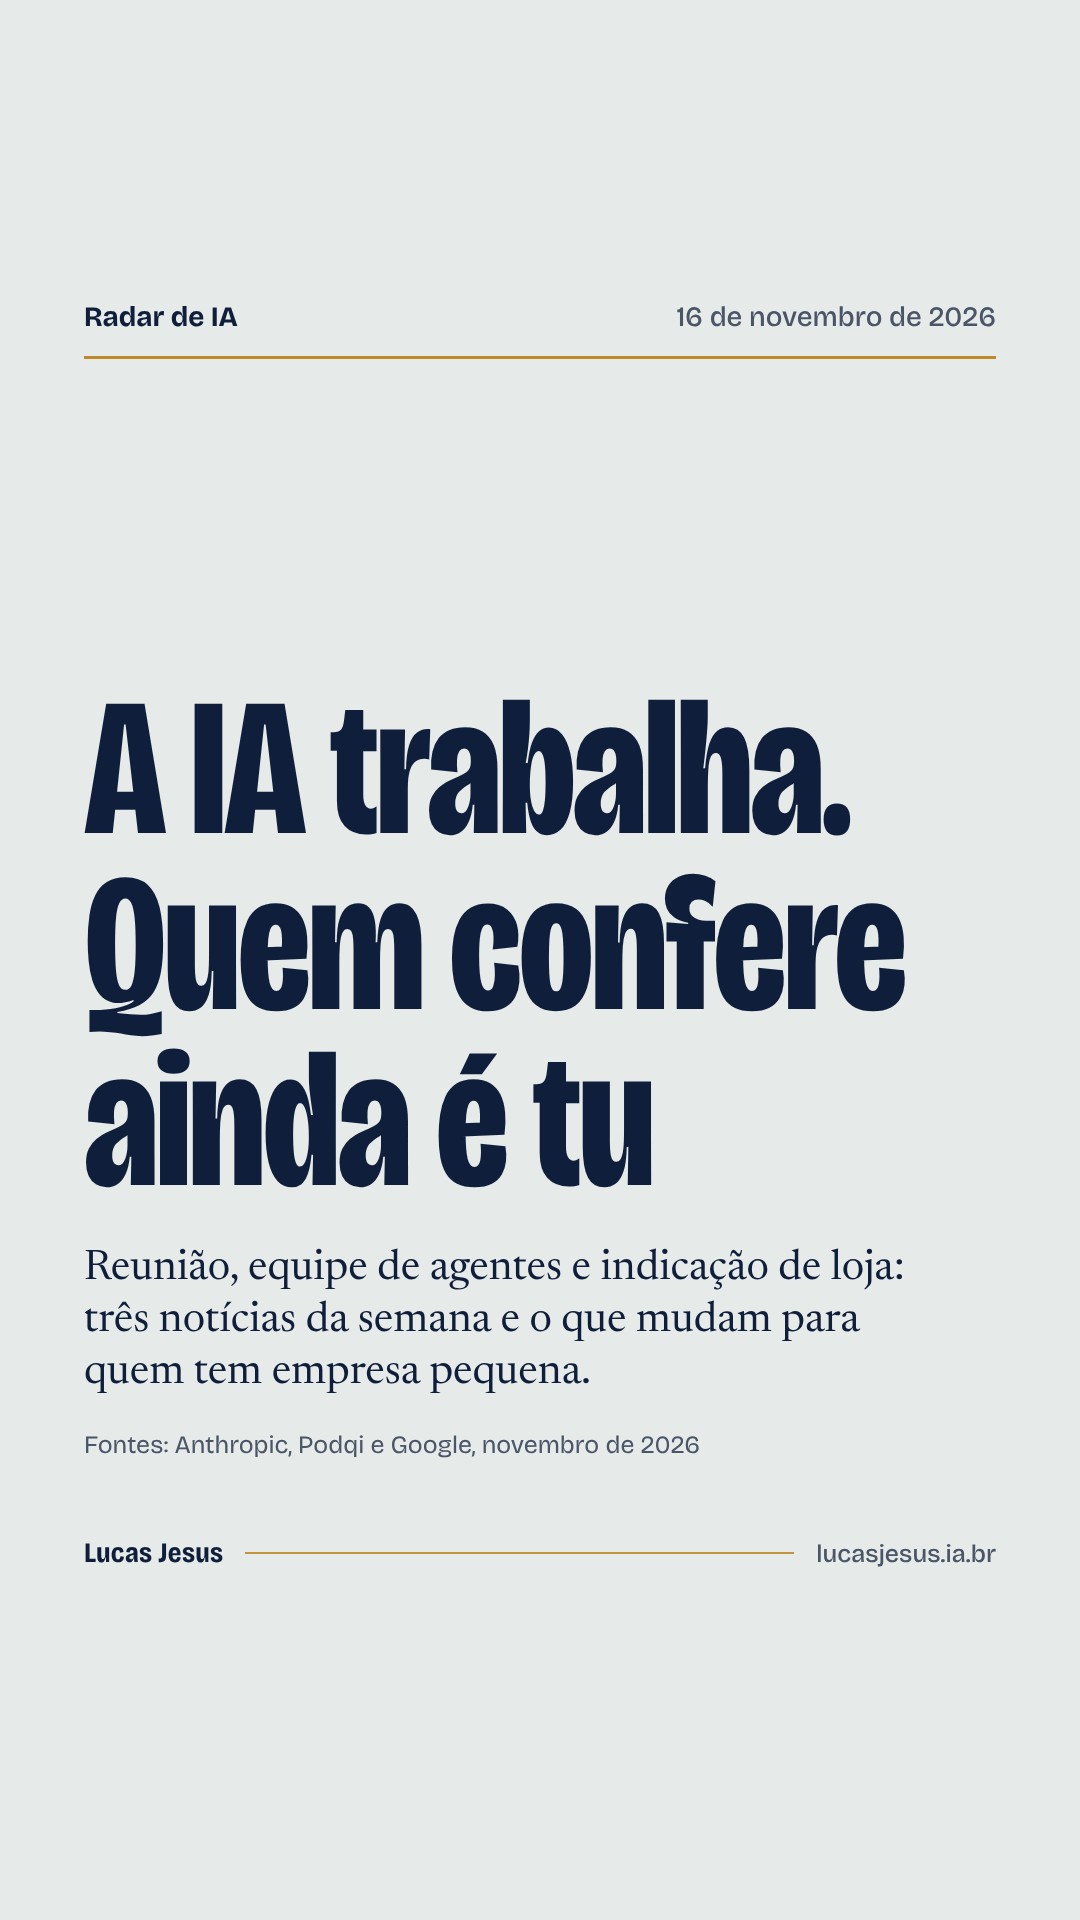 Radar de IA
16 de novembro de 2026
A IA trabalha.
Quem confere
ainda é tu
Reunião, equipe de agentes e indicação de loja:
três notícias da semana e o que mudam para
quem tem empresa pequena.
Fontes: Anthropic, Podqi e Google, novembro de 2026
Lucas Jesus
lucasjesus.ia.br